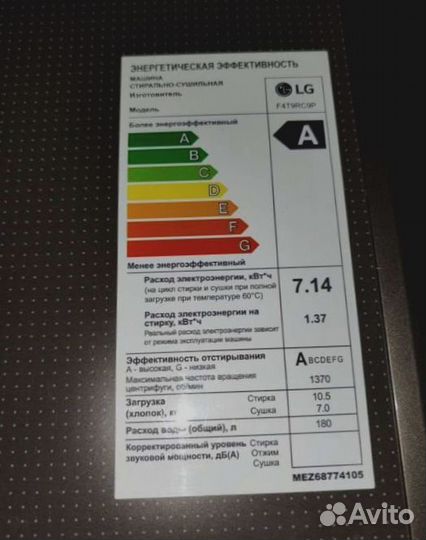 ЭНЕРГЕТИЧЕСКАЯ ЭФФЕКТИВНОСТЬ
МАШИНА
СТИРАЛЬНО-СУШИЛЬНАЯ
Изготовитель
LG
Модель
F4T9RC9P
Более энергоэффективный
A
A
B
C
D
E
F
G
Менее энергоэффективный
Расход электроэнергии, кВт*ч
(на цикл стирки и сушки при полной
загрузке при температуре 60°C)
7.14
Расход электроэнергии на
стирку, кВт*ч
1.37
Реальный расход электроэнергии зависит
от режима эксплуатации машины
Эффективность отстирывания
A - высокая, G - низкая
ABCDEFG
Максимальная частота вращения
центрифуги, об/мин
1370
Загрузка
(хлопок), кг
Стирка
10.5
Сушка
7.0
Расход воды (общий), л
180
Корректированный уровень
звуковой мощности, дБ(А)
Стирка
Отжим
Сушка
MEZ68774105
Avito